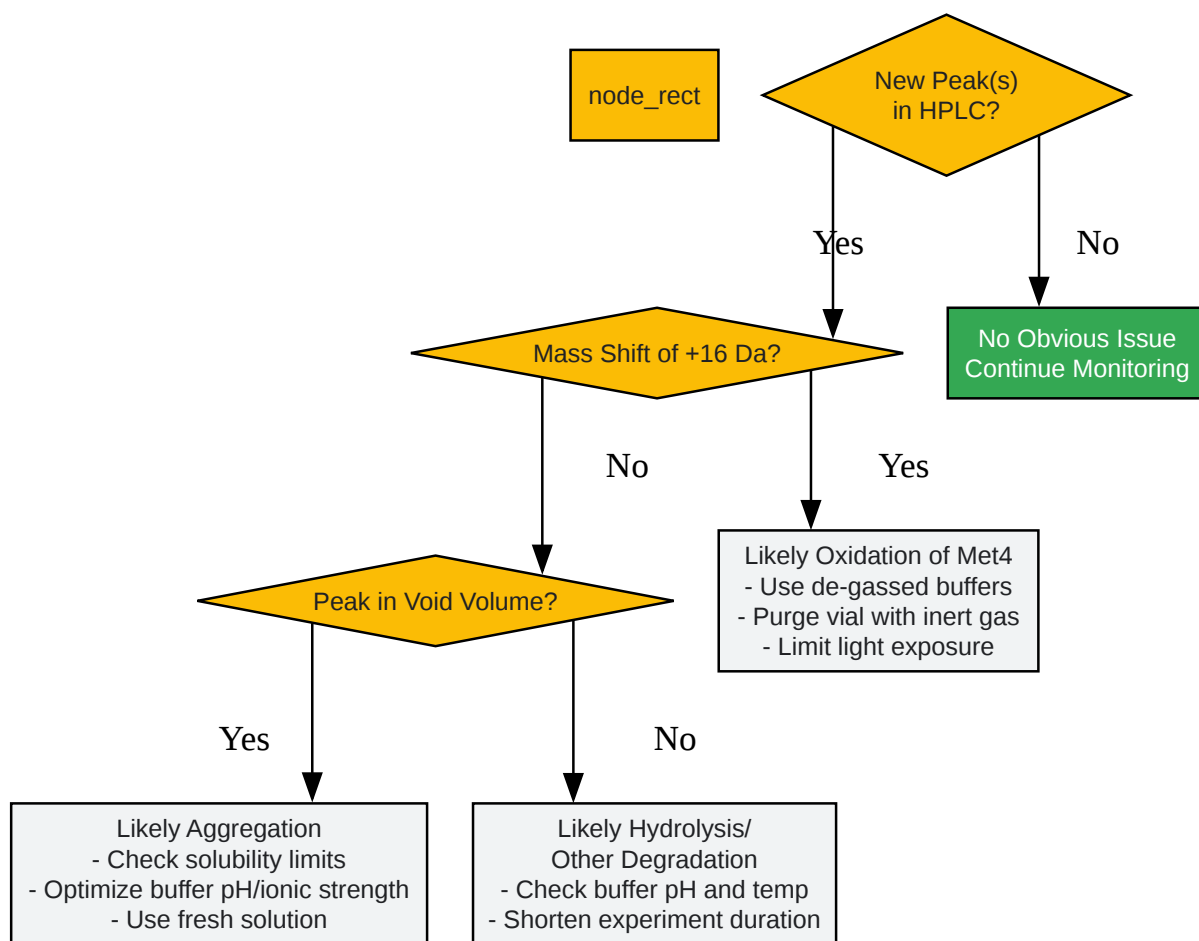 node_rect
New Peak(s)
in HPLC?
Yes
No
No Obvious Issue
Continue Monitoring
Mass Shift of +16 Da?
No
Yes
Likely Oxidation of Met4
- Use de-gassed buffers
- Purge vial with inert gas
- Limit light exposure
Peak in Void Volume?
Yes
No
Likely Aggregation
- Check solubility limits
- Optimize buffer pH/ionic strength
- Use fresh solution
Likely Hydrolysis/
Other Degradation
- Check buffer pH and temp
- Shorten experiment duration